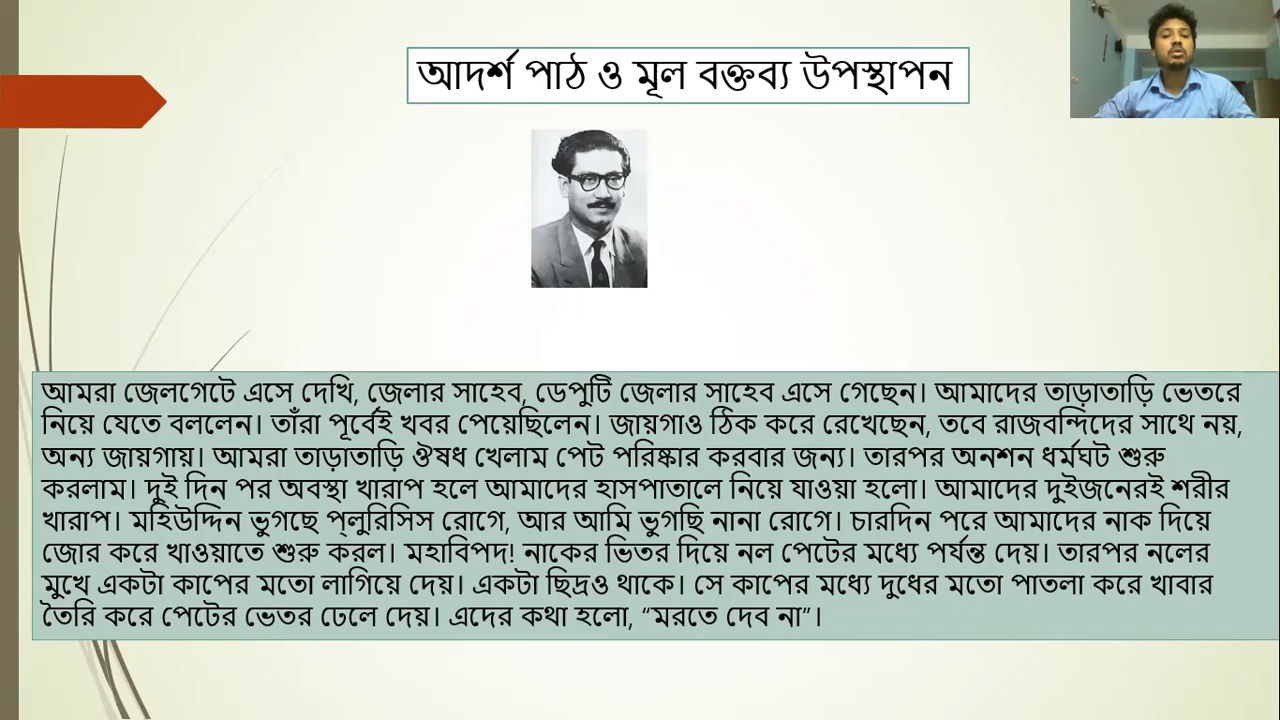 আদর্শ পাঠ ও মূল বক্তব্য উপস্থাপন
আমরা জেলগেটে এসে দেখি, জেলার সাহেব, ডেপুটি জেলার সাহেব এসে গেছেন। আমাদের তাড়াতাড়ি ভেতরে
নিয়ে যেতে বললেন। তাঁরা পূর্বেই খবর পেয়েছিলেন। জায়গাও ঠিক করে রেখেছেন, তবে রাজবন্দিদের সাথে নয়,
অন্য জায়গায়। আমরা তাড়াতাড়ি ঔষধ খেলাম পেট পরিষ্কার করবার জন্য। তারপর অনশন ধর্মঘট শুরু
করলাম। দুই দিন পর অবস্থা খারাপ হলে আমাদের হাসপাতালে নিয়ে যাওয়া হলো। আমাদের দুইজনেরই শরীর
খারাপ। মহিউদ্দিন ভুগছে প্লুরিসিস রোগে, আর আমি ভুগছি নানা রোগে। চারদিন পরে আমাদের নাক দিয়ে
জোর করে খাওয়াতে শুরু করল। মহাবিপদ! নাকের ভিতর দিয়ে নল পেটের মধ্যে পর্যন্ত দেয়। তারপর নলের
মুখে একটা কাপের মতো লাগিয়ে দেয়। একটা ছিদ্রও থাকে। সে কাপের মধ্যে দুধের মতো পাতলা করে খাবার
তৈরি করে পেটের ভেতর ঢেলে দেয়। এদের কথা হলো, “মরতে দেব না”।